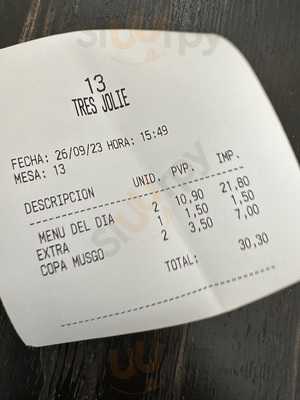 13
TRES JOLIE
FECHA: 26/09/23 HORA: 15:49
MESA: 13
DESCRIPCION UNID. PVP. IMP.
MENU DEL DIA 2 10,90 21,80
EXTRA 1 1,50 1,50
COPA MUSGO 2 3,50 7,00
TOTAL: 30,30